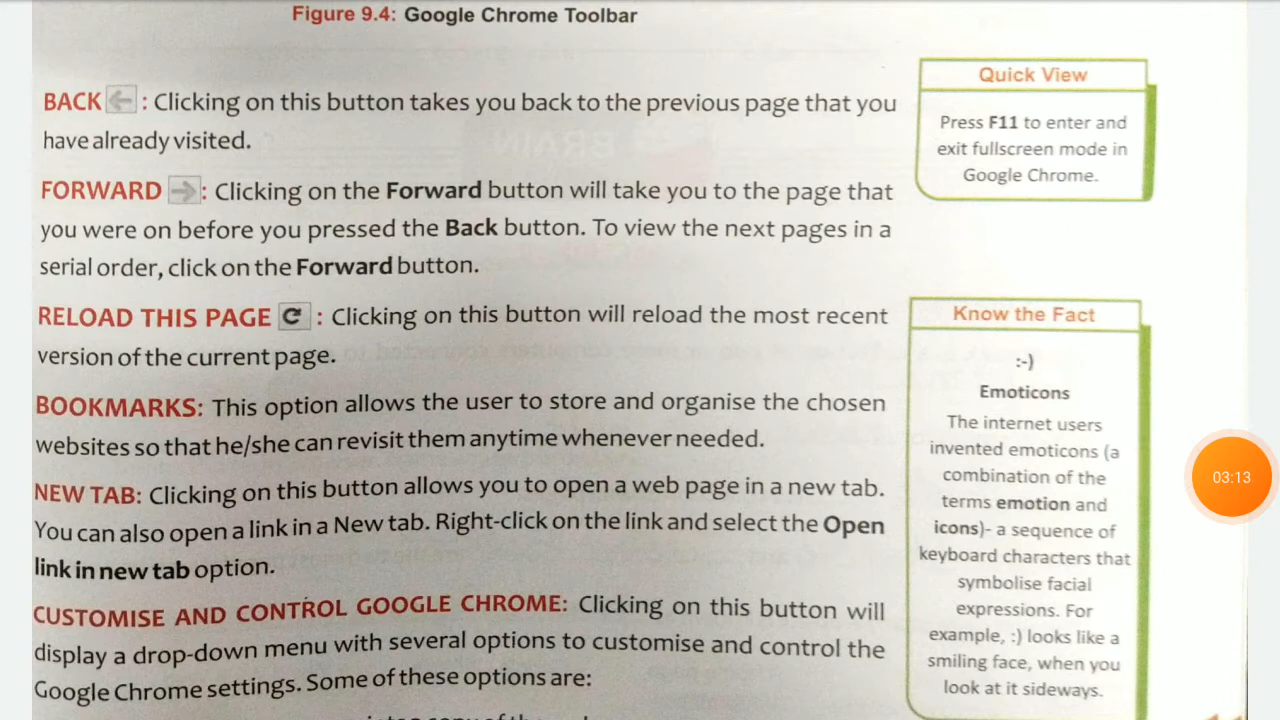 Figure 9.4: Google Chrome Toolbar
BACK : Clicking on this button takes you back to the previous page that you
have already visited.
FORWARD : Clicking on the Forward button will take you to the page that
you were on before you pressed the Back button. To view the next pages in a
serial order, click on the Forward button.
RELOAD THIS PAGE : Clicking on this button will reload the most recent
version of the current page.
BOOKMARKS: This option allows the user to store and organise the chosen
websites so that he/she can revisit them anytime whenever needed.
NEW TAB: Clicking on this button allows you to open a web page in a new tab.
You can also open a link in a New tab. Right-click on the link and select the Open
link in new tab option.
CUSTOMISE AND CONTROL GOOGLE CHROME: Clicking on this button will
display a drop-down menu with several options to customise and control the
Google Chrome settings. Some of these options are:
Quick View
Press F11 to enter and
exit fullscreen mode in
Google Chrome.
Know the Fact
:-)
Emoticons
The internet users
invented emoticons (a
combination of the
terms emotion and
icons)- a sequence of
keyboard characters that
symbolise facial
expressions. For
example, :) looks like a
smiling face, when you
look at it sideways.
03:13